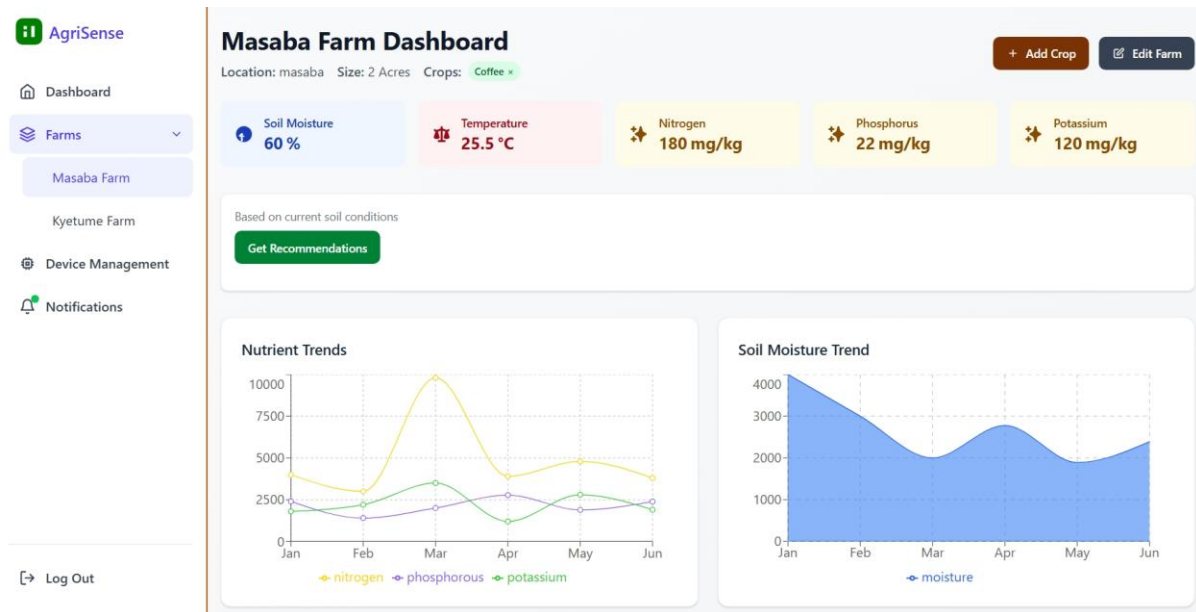 AgriSense
Dashboard
Farms
Masaba Farm
Kyetume Farm
Device Management
Notifications
Log Out
Masaba Farm Dashboard
Location: masaba Size: 2 Acres Crops: Coffee ×
+ Add Crop
Edit Farm
Soil Moisture
60 %
Temperature
25.5 °C
Nitrogen
180 mg/kg
Phosphorus
22 mg/kg
Potassium
120 mg/kg
Based on current soil conditions
Get Recommendations
Nutrient Trends
10000
7500
5000
2500
0
Jan Feb Mar Apr May Jun
nitrogen phosphorous potassium
Soil Moisture Trend
4000
3000
2000
1000
0
Jan Feb Mar Apr May Jun
moisture